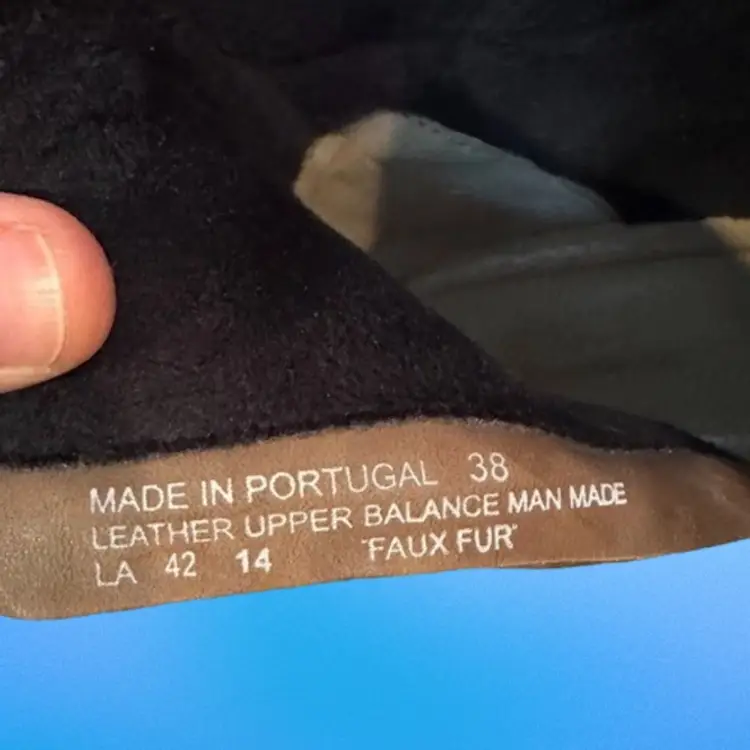 MADE IN PORTUGAL 38
LEATHER UPPER BALANCE MAN MADE
LA 42 14 "FAUX FUR"